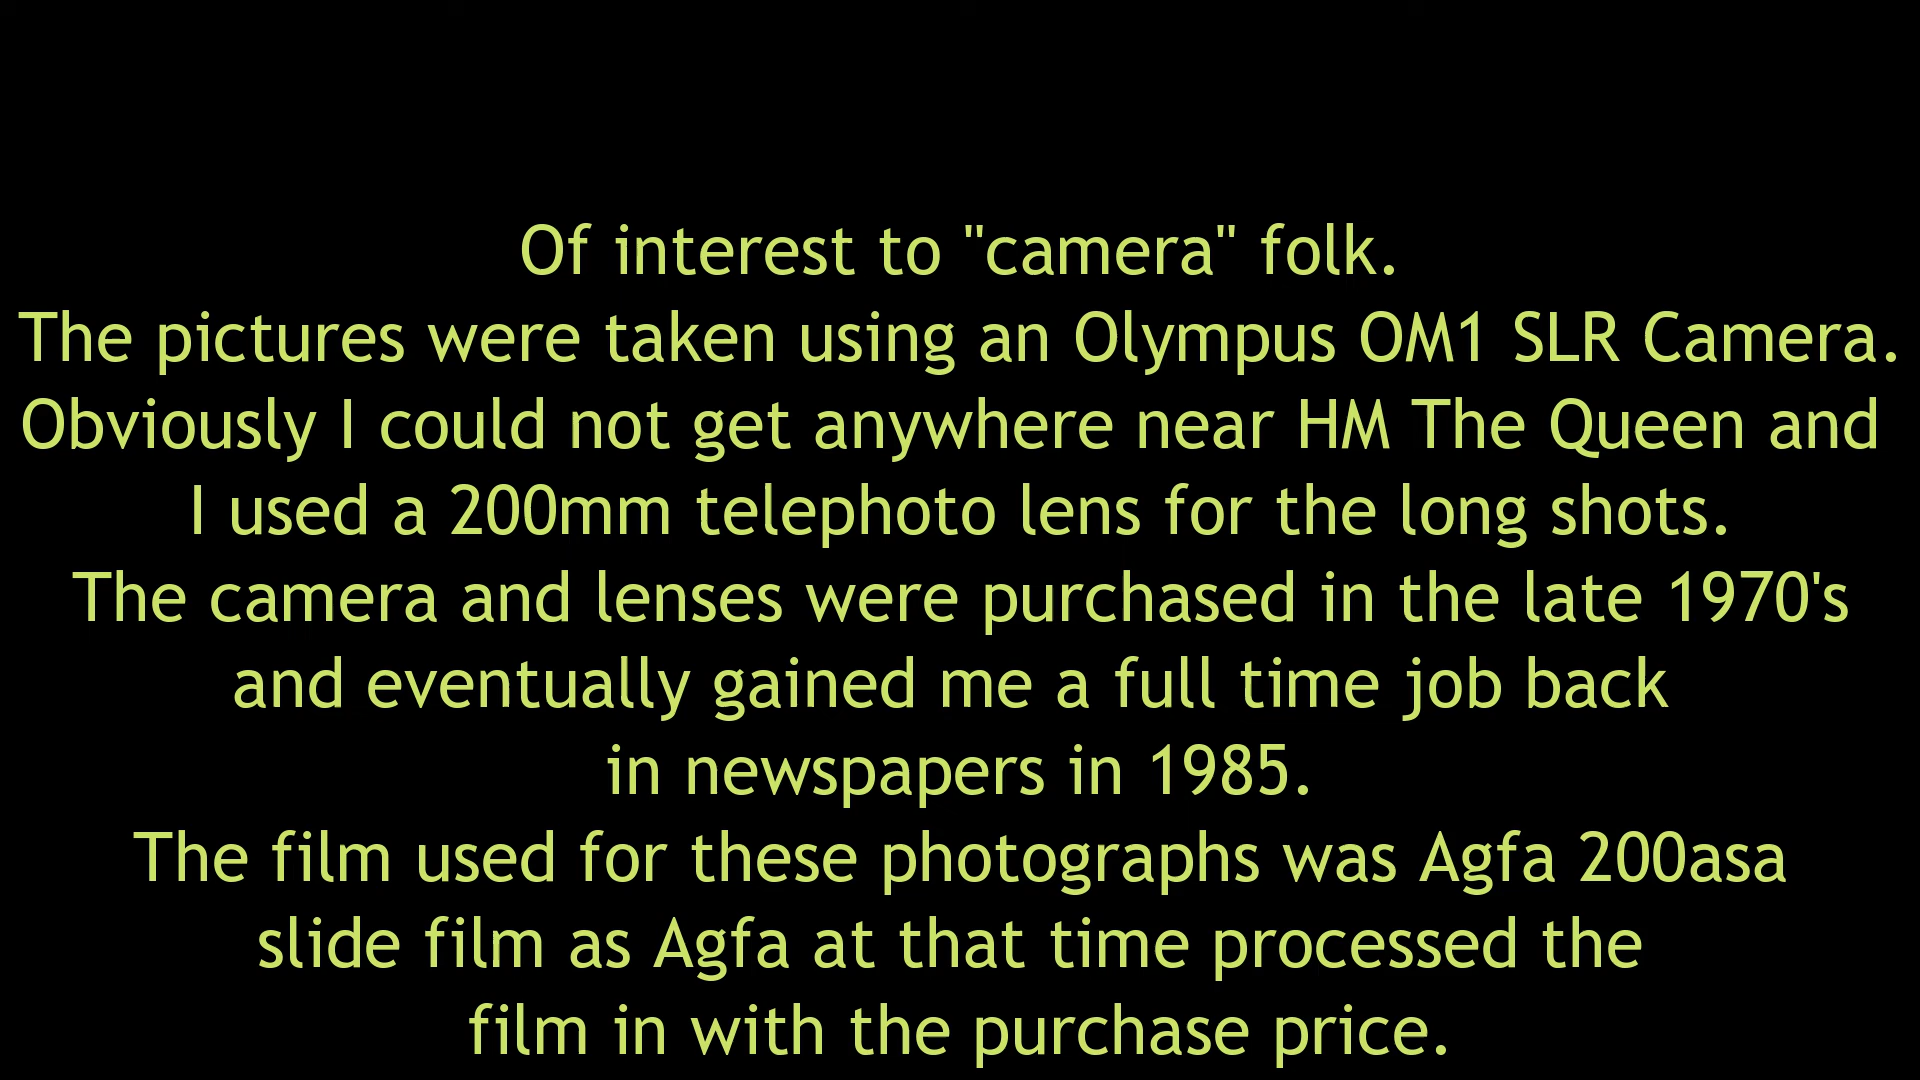 Of interest to "camera" folk.
The pictures were taken using an Olympus OM1 SLR Camera.
Obviously I could not get anywhere near HM The Queen and
I used a 200mm telephoto lens for the long shots.
The camera and lenses were purchased in the late 1970's
and eventually gained me a full time job back
in newspapers in 1985.
The film used for these photographs was Agfa 200asa
slide film as Agfa at that time processed the
film in with the purchase price.